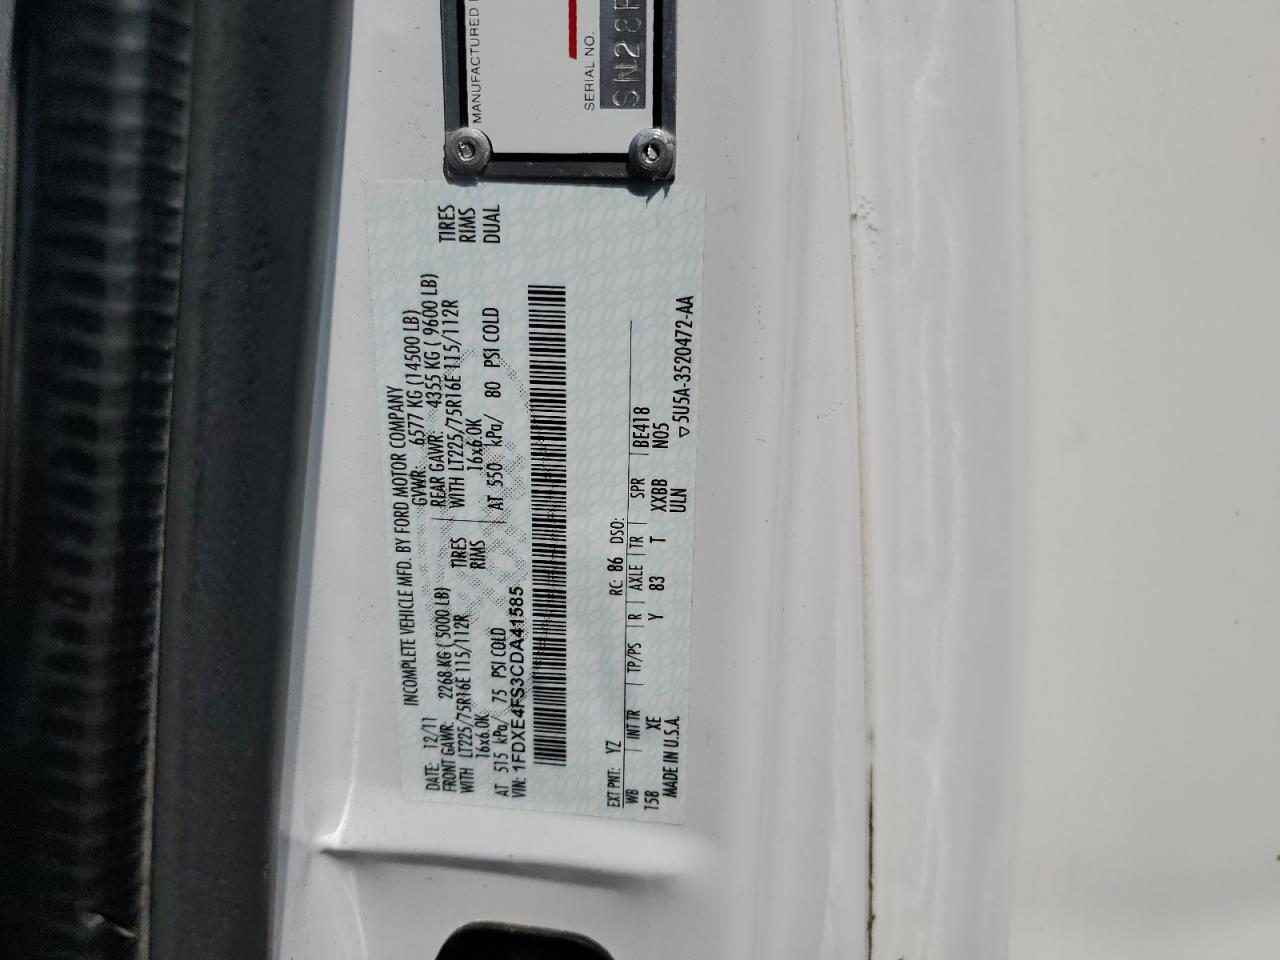 MANUFACTURED
SERIAL NO.
SN28
INCOMPLETE VEHICLE MFD. BY FORD MOTOR COMPANY
DATE: 12/11 GVWR: 6577 KG (14500 LB)
FRONT GAWR: 2268 KG ( 5000 LB) REAR GAWR: 4355 KG ( 9600 LB)
WITH LT225/75R16E 115/112R TIRES WITH LT225/75R16E 115/112R TIRES
16x6.0K RIMS 16x6.0K RIMS
AT 515 kPa/ 75 PSI COLD AT 550 kPa/ 80 PSI COLD DUAL
VIN: 1FDXE4FS3CDA41585
EXT PNT: YZ RC: 86 DSO:
WB INT TR TP/PS R AXLE TR SPR BE418
158 XE Y 83 T XXBB N05
MADE IN U.S.A. ULN
▽5U5A-3520472-AA